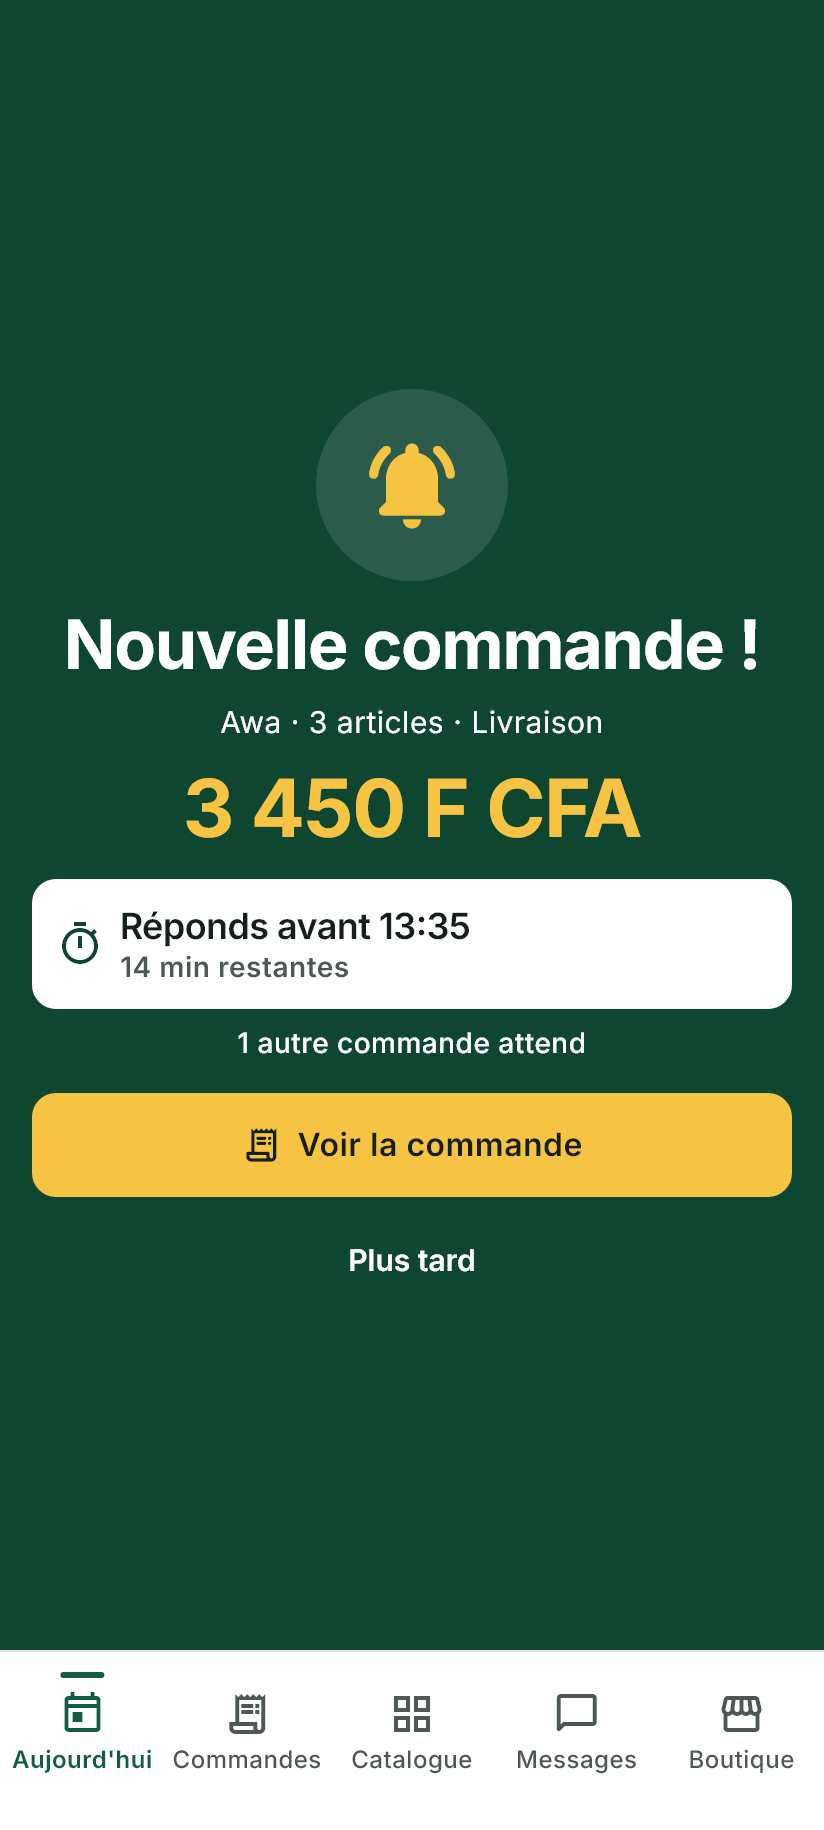 Nouvelle commande !
Awa · 3 articles · Livraison
3 450 F CFA
Réponds avant 13:35
14 min restantes
1 autre commande attend
Voir la commande
Plus tard
Aujourd'hui
Commandes
Catalogue
Messages
Boutique